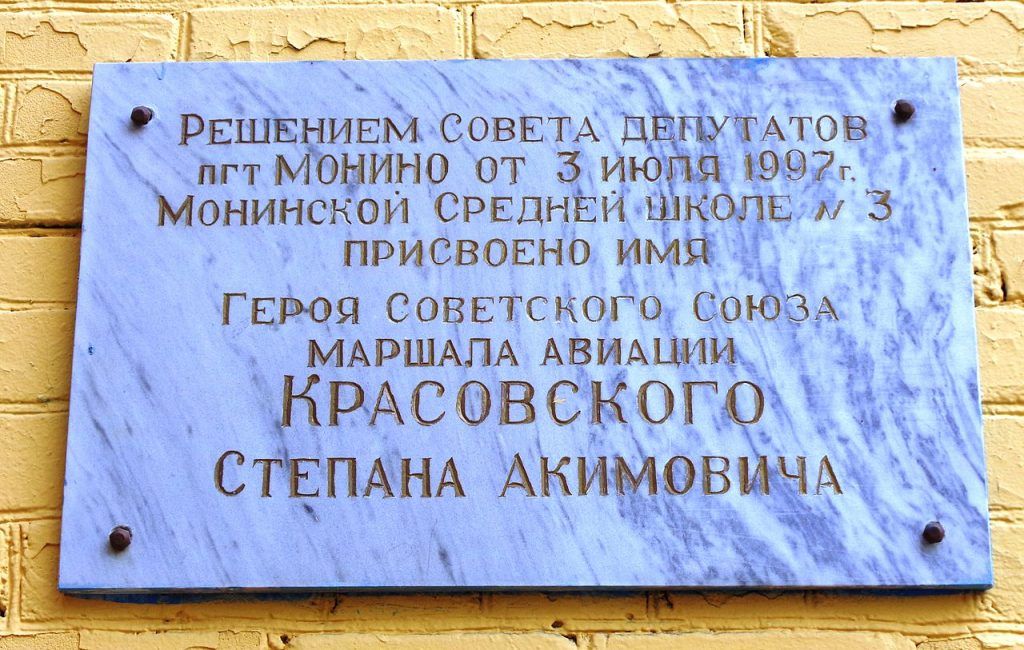 Решением Совета депутатов
пгт Монино от 3 июля 1997г.
Монинской Средней школе № 3
присвоено имя
Героя Советского Союза
маршала авиации
Красовского
Степана Акимовича